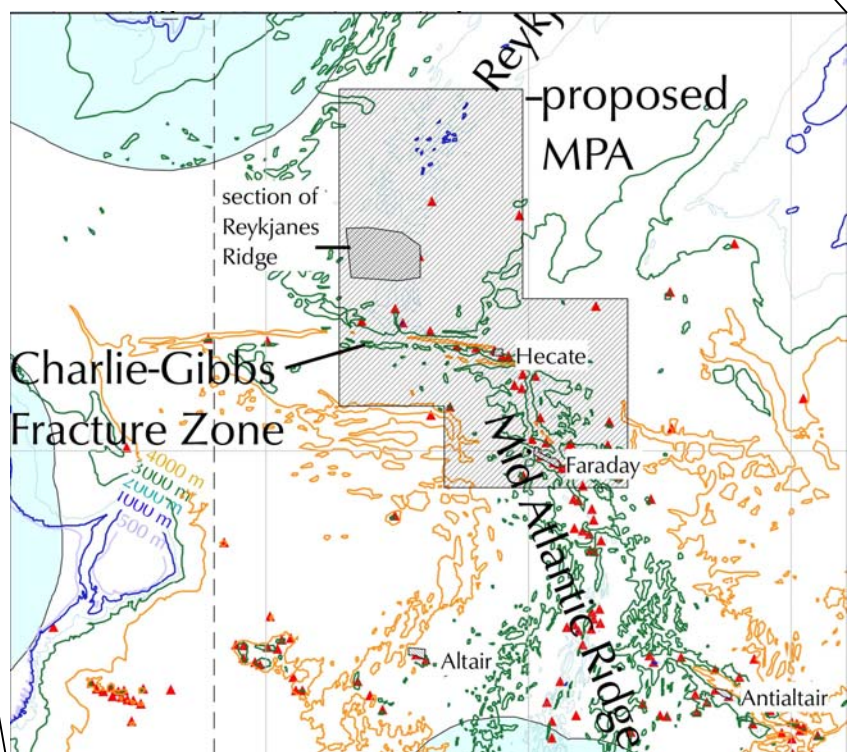 Reykj
proposed
MPA
section of
Reykjanes
Ridge
Charlie-Gibbs
Fracture Zone
Hecate
Mid Atlantic Ridge
Faraday
4000 m
3000 m
2000 m
1000 m
500 m
Altair
Antialtair